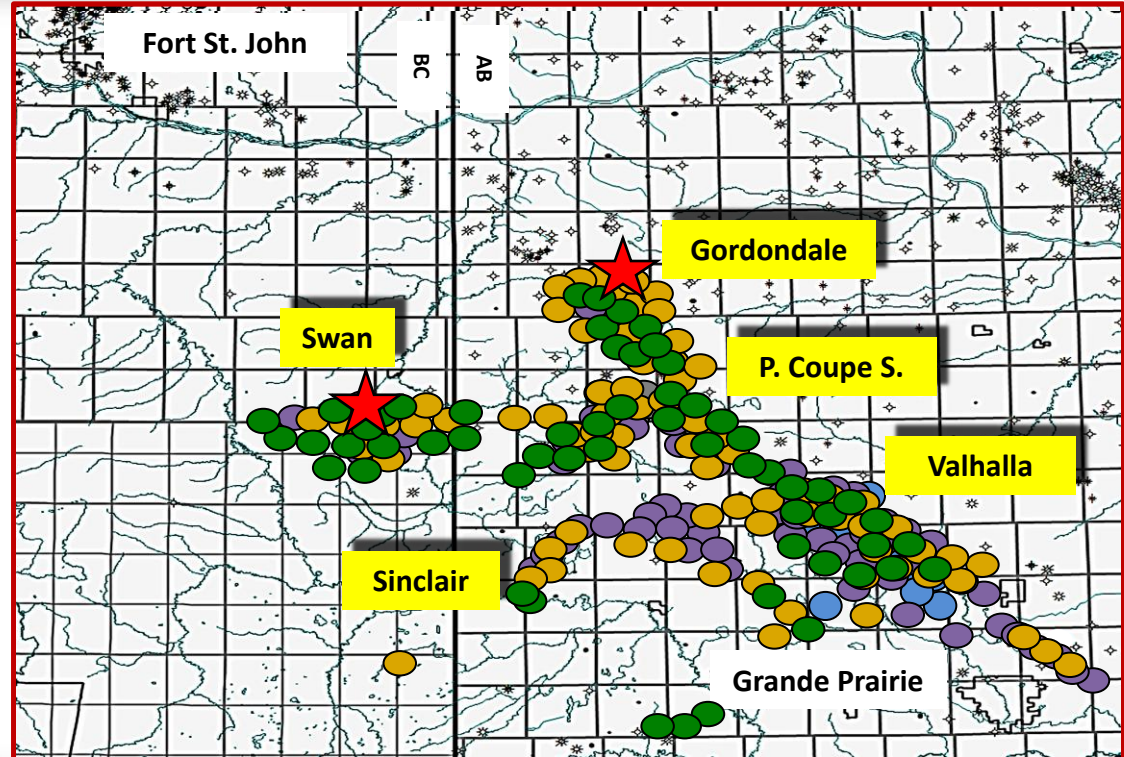 Fort St. John
BC
AB
Gordondale
Swan
P. Coupe S.
Valhalla
Sinclair
Grande Prairie